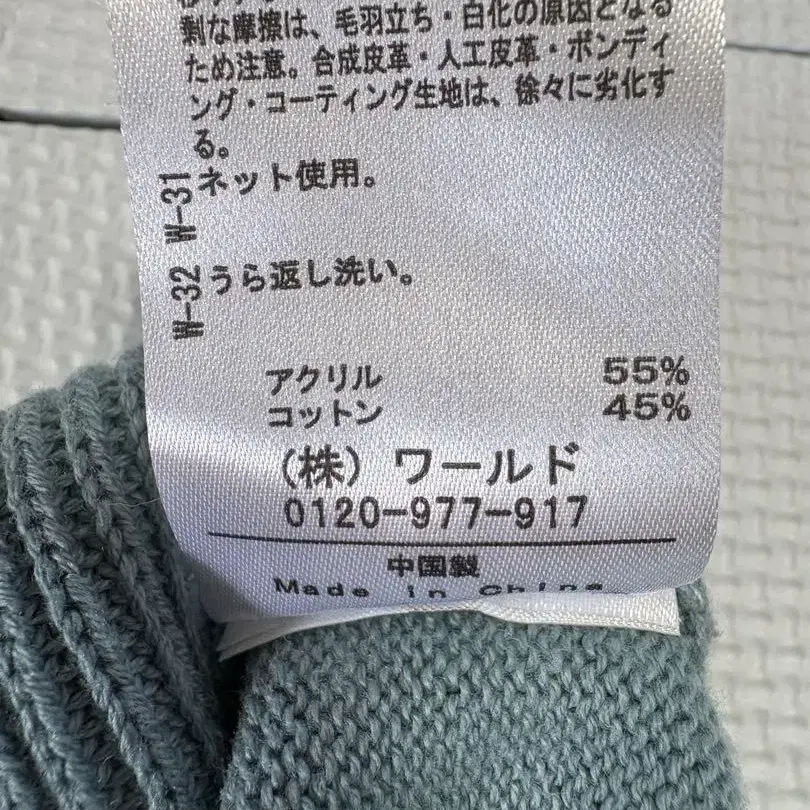 剰な摩擦は、毛羽立ち・白化の原因となる
ため注意。合成皮革・人工皮革・ボンディ
ング・コーティング生地は、徐々に劣化す
る。
W-31 ネット使用。
W-32 うら返し洗い。
アクリル 55%
コットン 45%
(株) ワールド
0120-977-917
中国製
Made in China